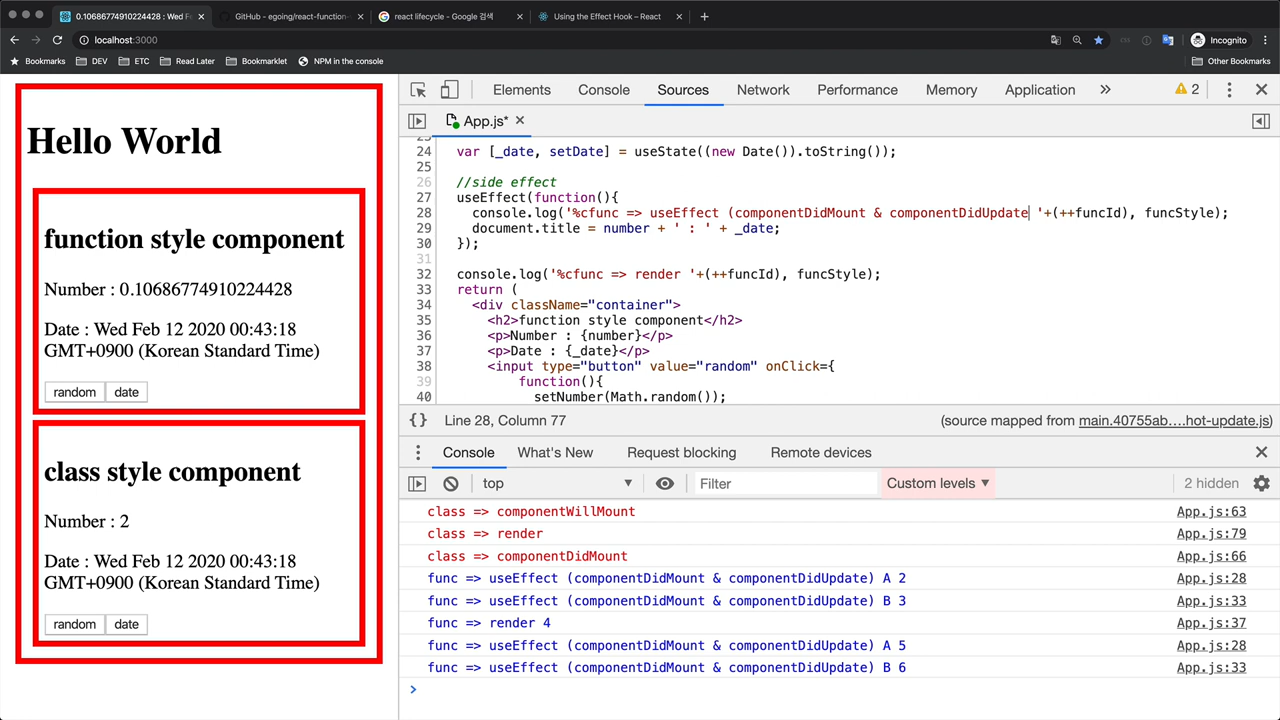 0.10686774910224428 : Wed F
GitHub - egoing/react-function-
react lifecycle - Google 검색
Using the Effect Hook – React
localhost:3000
Incognito
Bookmarks DEV ETC Read Later Bookmarklet NPM in the console Other Bookmarks
Hello World
function style component
Number : 0.10686774910224428
Date : Wed Feb 12 2020 00:43:18
GMT+0900 (Korean Standard Time)
random date
class style component
Number : 2
Date : Wed Feb 12 2020 00:43:18
GMT+0900 (Korean Standard Time)
random date
Elements Console Sources Network Performance Memory Application » 2
App.js*
23
24 var [_date, setDate] = useState((new Date()).toString());
25
26 //side effect
27 useEffect(function(){
28 console.log('%cfunc => useEffect (componentDidMount & componentDidUpdate '+(++funcId), funcStyle);
29 document.title = number + ' : ' + _date;
30 });
31
32 console.log('%cfunc => render '+(++funcId), funcStyle);
33 return (
34 <div className="container">
35 <h2>function style component</h2>
36 <p>Number : {number}</p>
37 <p>Date : {_date}</p>
38 <input type="button" value="random" onClick={
39 function(){
40 setNumber(Math.random());
{} Line 28, Column 77 (source mapped from main.40755ab….hot-update.js)
Console What's New Request blocking Remote devices
top Filter Custom levels 2 hidden
class => componentWillMount App.js:63
class => render App.js:79
class => componentDidMount App.js:66
func => useEffect (componentDidMount & componentDidUpdate) A 2 App.js:28
func => useEffect (componentDidMount & componentDidUpdate) B 3 App.js:33
func => render 4 App.js:37
func => useEffect (componentDidMount & componentDidUpdate) A 5 App.js:28
func => useEffect (componentDidMount & componentDidUpdate) B 6 App.js:33
>